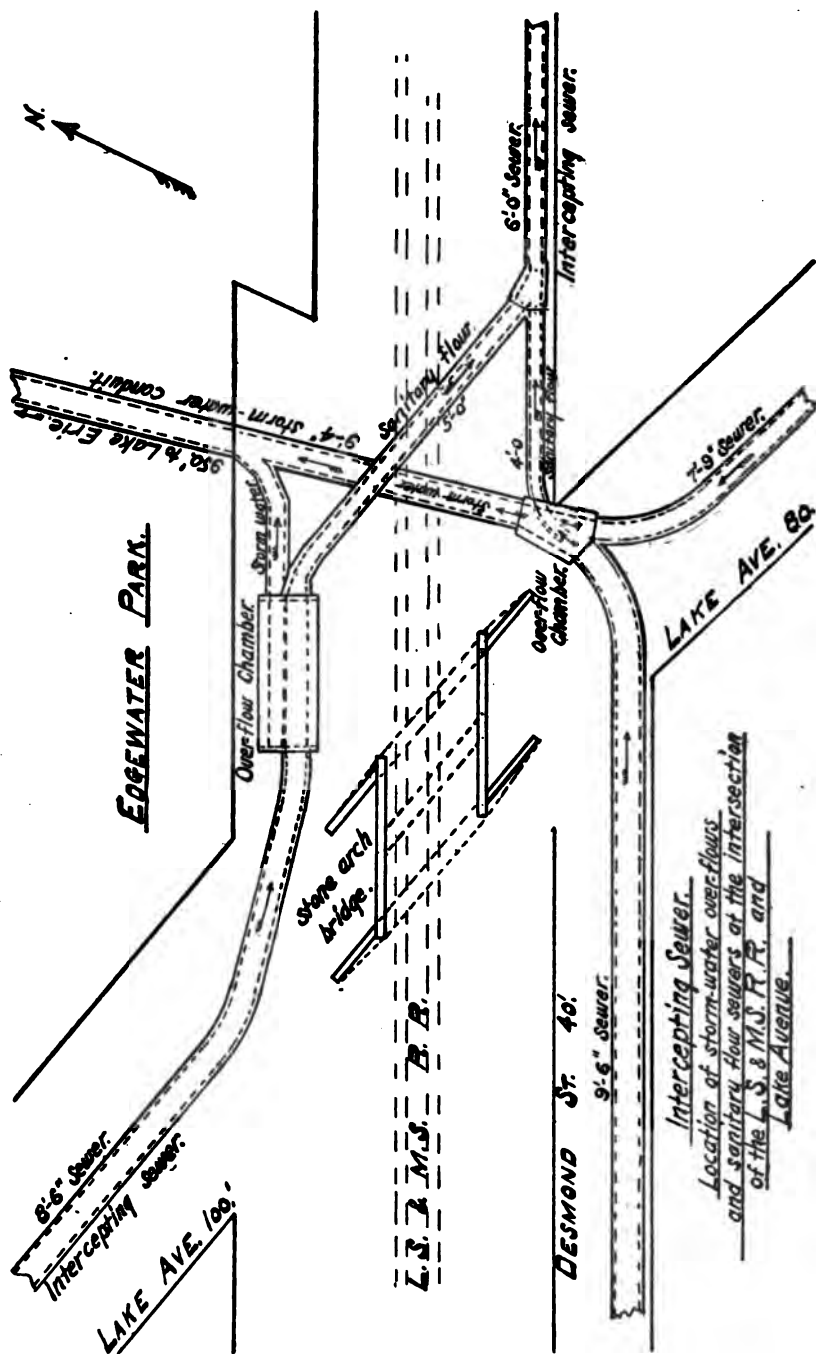 N.
EDGEWATER PARK.
950' to Lake Erie
9'-4" Storm-water conduit.
Storm water
Over-flow Chamber.
Sanitary flow.
5'-0"
6'-0" Sewer.
Intercepting sewer.
4'-0
Sanitary flow
Storm water
Over-flow
Chamber.
7'-9" Sewer.
LAKE AVE. 80.
8'-6" Sewer.
Intercepting sewer.
LAKE AVE. 100'.
Stone arch
bridge.
L.S. & M.S. R.R.
DESMOND ST. 40'.
9'-6" Sewer.
Intercepting Sewer.
Location of storm-water over-flows
and sanitary flow sewers at the intersection
of the L.S. & M.S. R.R. and
Lake Avenue.